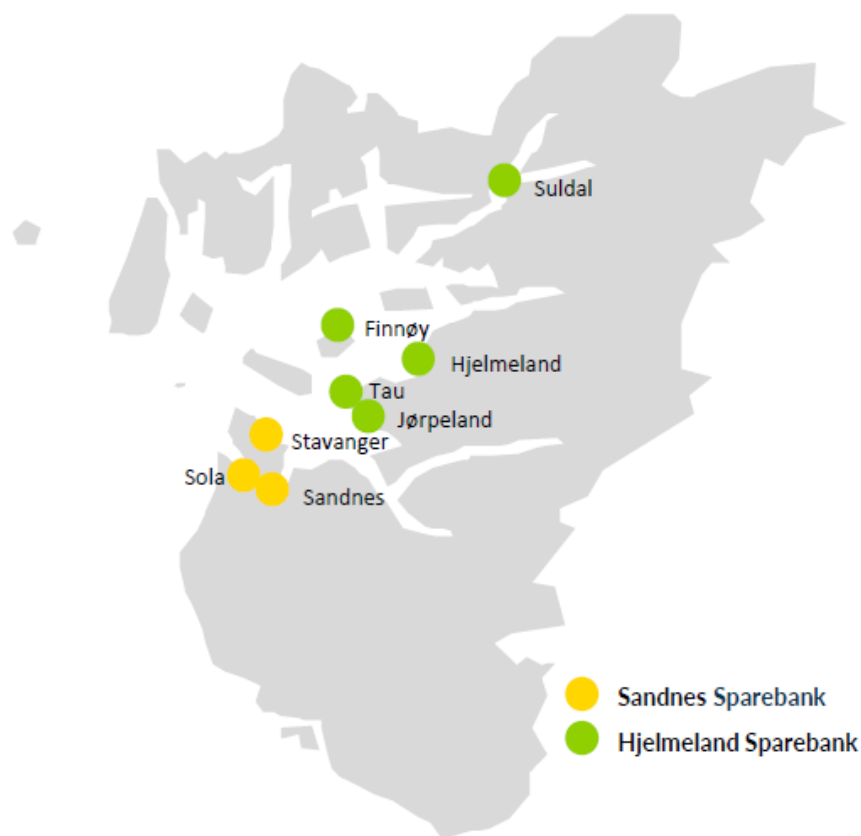 Suldal
Finnøy
Hjelmeland
Tau
Jørpeland
Stavanger
Sola
Sandnes
Sandnes Sparebank
Hjelmeland Sparebank